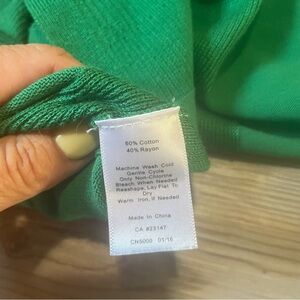 60% Cotton
40% Rayon
Machine Wash Cold
Gentle Cycle
Only Non-Chlorine
Bleach When Needed
Reashape, Lay Flat To
Dry
Warm Iron, If Needed
Made In China
CA #23147
CN5000 01/16